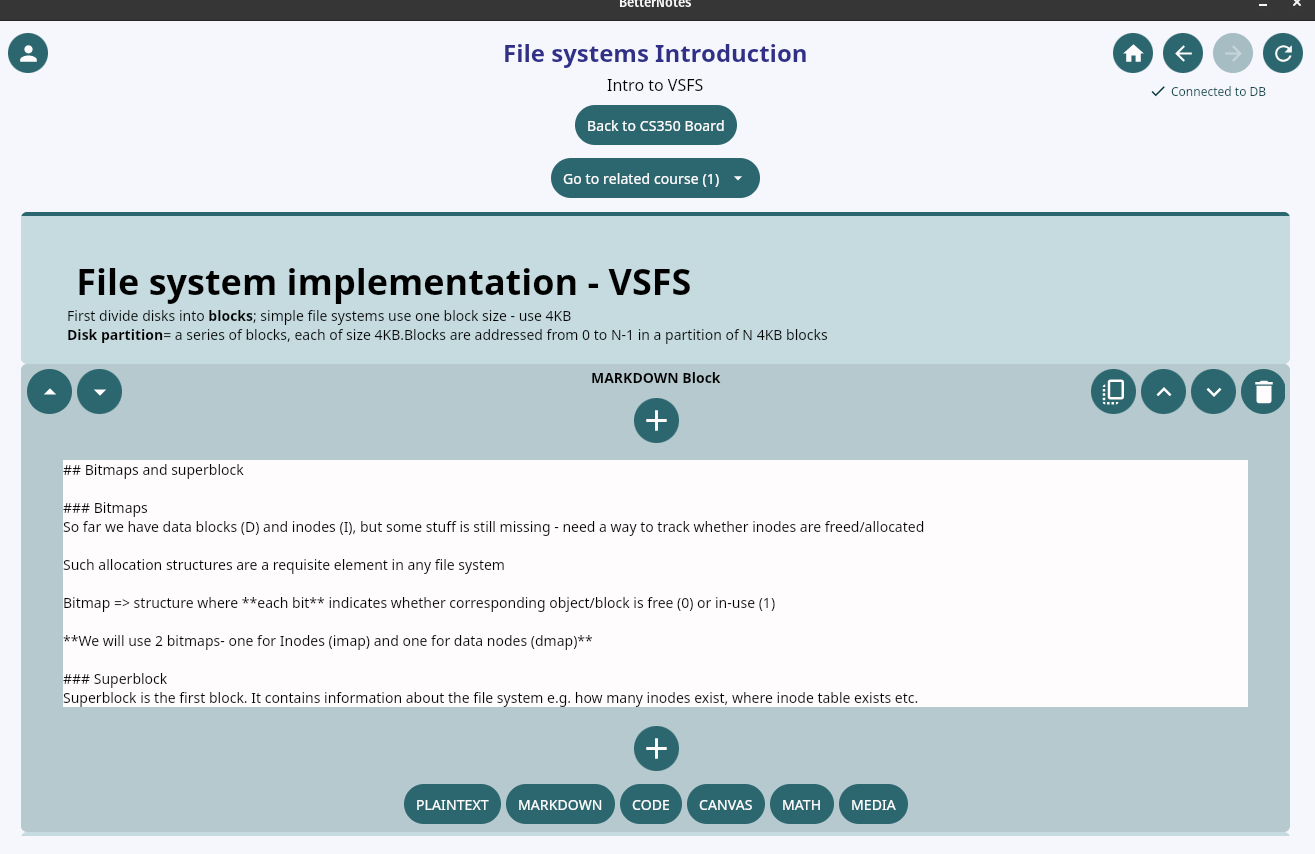 BetterNotes
File systems Introduction
Intro to VSFS
Connected to DB
Back to CS350 Board
Go to related course (1)
File system implementation - VSFS
First divide disks into blocks; simple file systems use one block size - use 4KB
Disk partition= a series of blocks, each of size 4KB.Blocks are addressed from 0 to N-1 in a partition of N 4KB blocks
MARKDOWN Block
## Bitmaps and superblock
### Bitmaps
So far we have data blocks (D) and inodes (I), but some stuff is still missing - need a way to track whether inodes are freed/allocated
Such allocation structures are a requisite element in any file system
Bitmap => structure where **each bit** indicates whether corresponding object/block is free (0) or in-use (1)
**We will use 2 bitmaps- one for Inodes (imap) and one for data nodes (dmap)**
### Superblock
Superblock is the first block. It contains information about the file system e.g. how many inodes exist, where inode table exists etc.
PLAINTEXT MARKDOWN CODE CANVAS MATH MEDIA